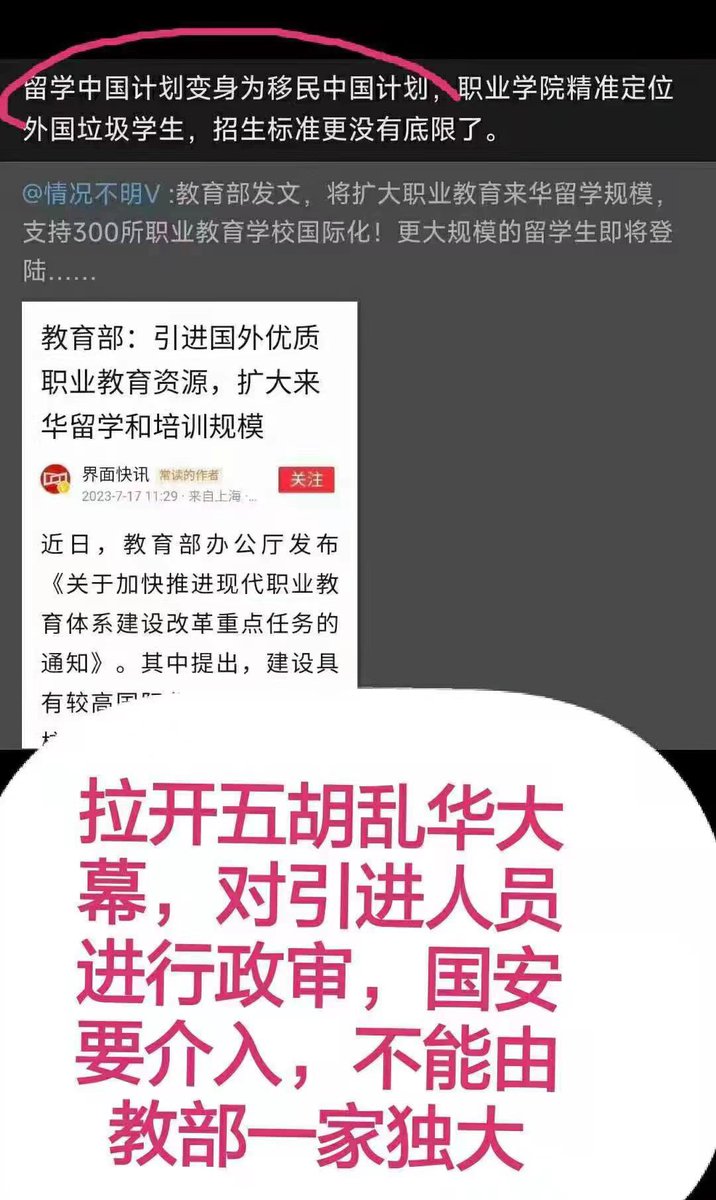 留学中国计划变身为移民中国计划，职业学院精准定位
外国垃圾学生，招生标准更没有底限了。
@情况不明V :教育部发文，将扩大职业教育来华留学规模，
支持300所职业教育学校国际化！更大规模的留学生即将登
陆……
教育部：引进国外优质
职业教育资源，扩大来
华留学和培训规模
界面快讯 常读的作者
关注
2023-7-17 11:29 · 来自上海 ·...
近日，教育部办公厅发布
《关于加快推进现代职业教
育体系建设改革重点任务的
通知》。其中提出，建设具
有较高国际
拉开五胡乱华大
幕，对引进人员
进行政审，国安
要介入，不能由
教部一家独大